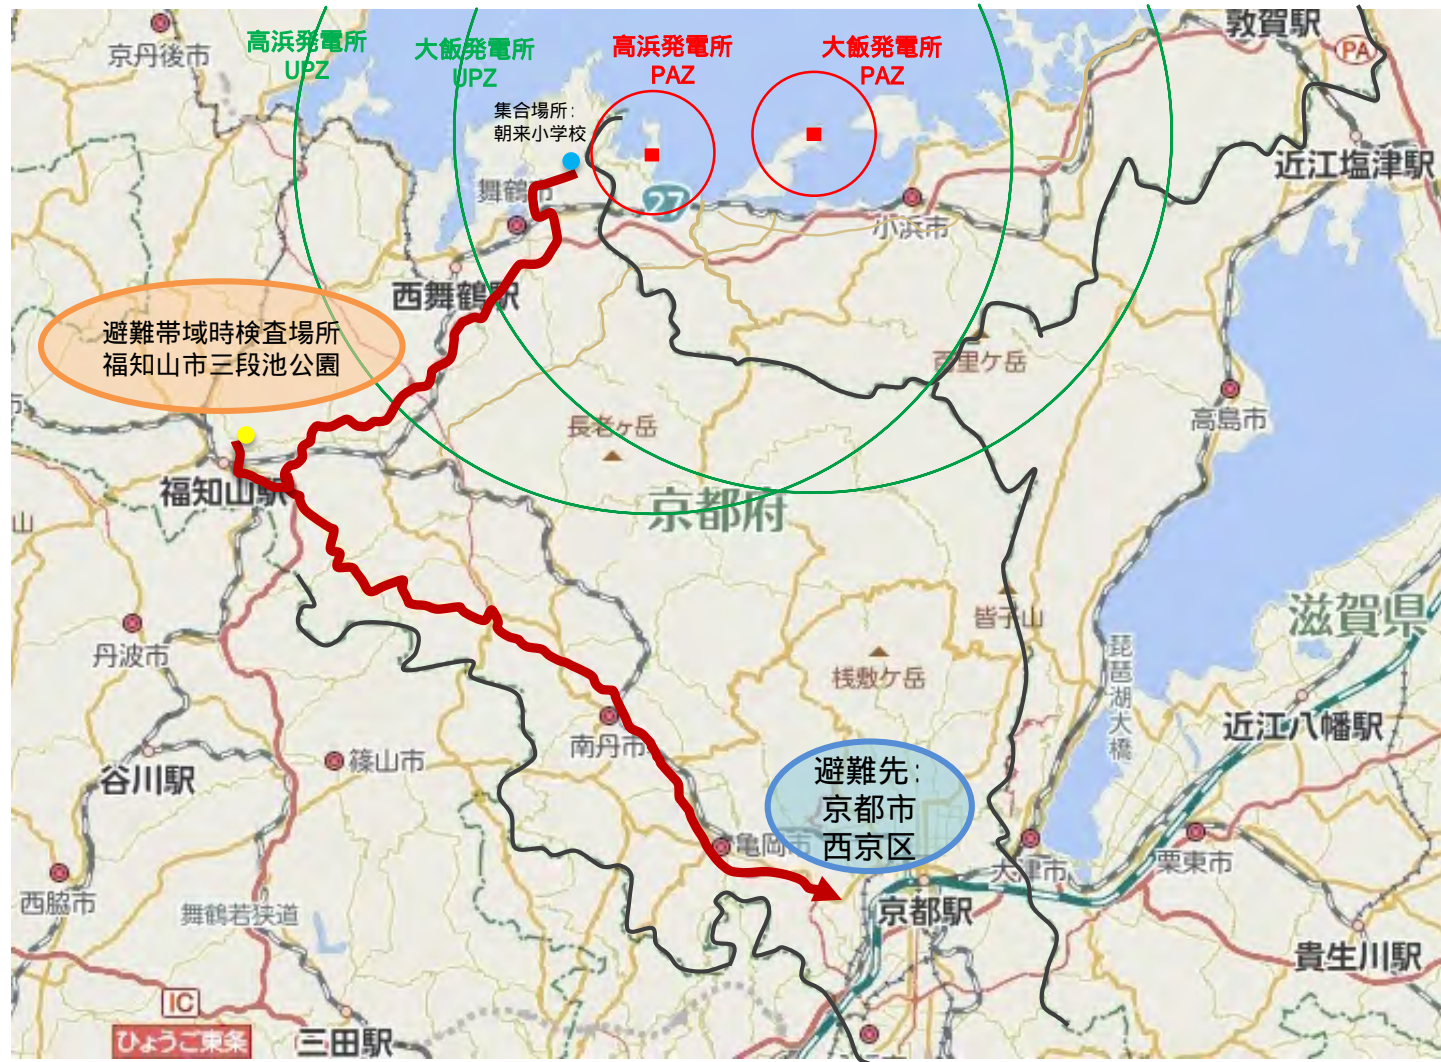 敦賀駅
京丹後市
高浜発電所
UPZ
大飯発電所
UPZ
高浜発電所
PAZ
大飯発電所
PAZ
PA
集合場所:
朝来小学校
近江塩津駅
舞鶴市
27
小浜市
西舞鶴駅
避難帯域時検査場所
福知山市三段池公園
百里ケ岳
高島市
長老ヶ岳
福知山駅
京都府
山
滋賀県
皆子山
丹波市
琵琶湖大橋
桟敷ケ岳
近江八幡駅
南丹市
篠山市
谷川駅
避難先:
京都市
西京区
亀岡市
大津市
栗東市
西脇市
舞鶴若狭道
京都駅
貴生川駅
IC
ひょうご東条
三田駅